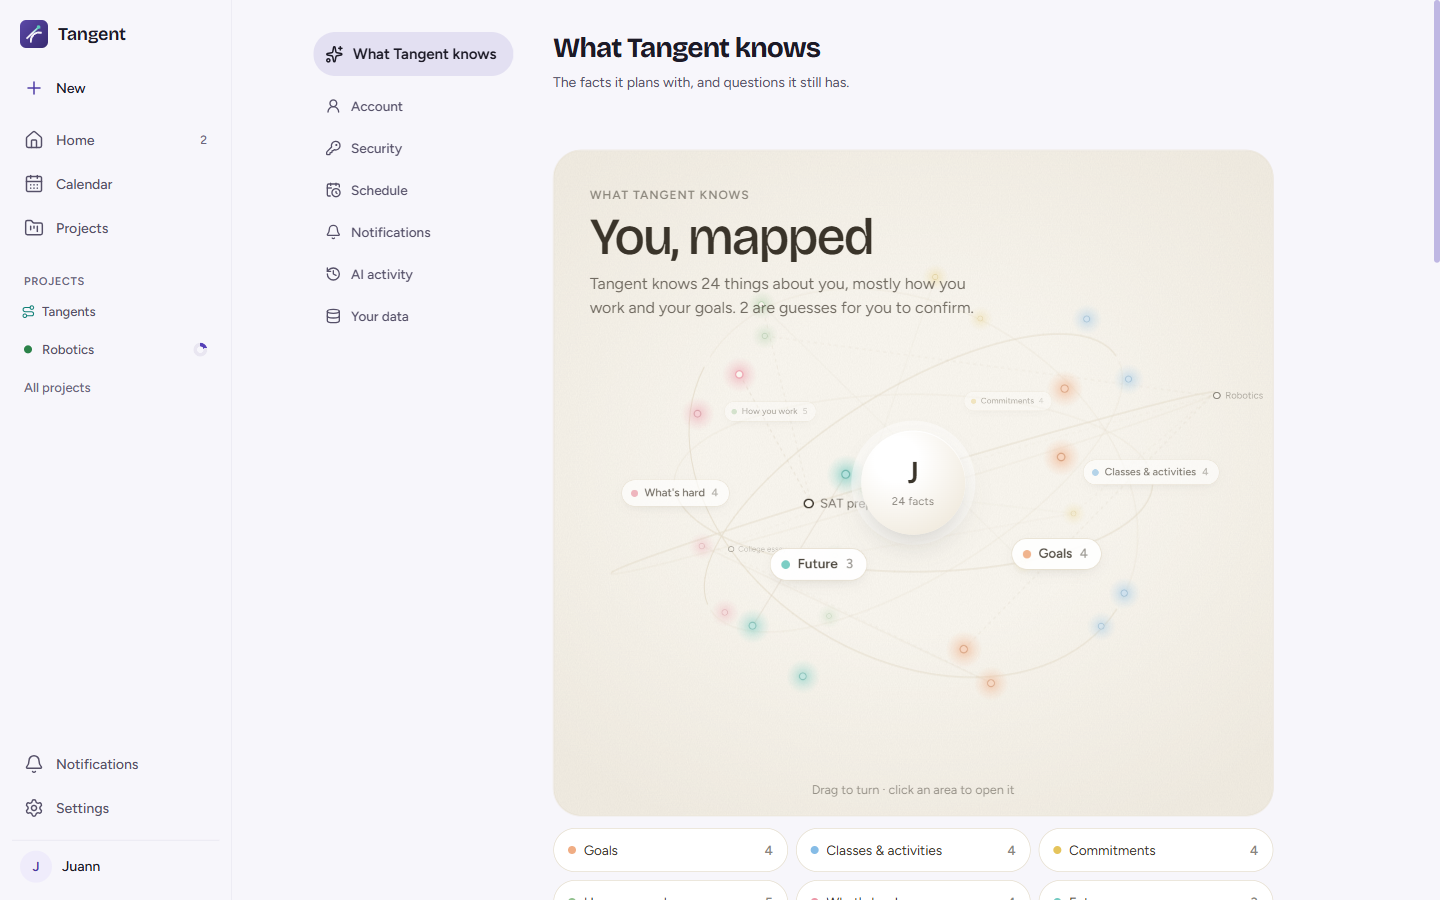 Tangent
New
Home 2
Calendar
Projects
PROJECTS
Tangents
Robotics
All projects
Notifications
Settings
J Juann
What Tangent knows
Account
Security
Schedule
Notifications
AI activity
Your data
What Tangent knows
The facts it plans with, and questions it still has.
WHAT TANGENT KNOWS
You, mapped
Tangent knows 24 things about you, mostly how you
work and your goals. 2 are guesses for you to confirm.
Robotics
Commitments 4
How you work 5
Classes & activities 4
J
24 facts
What's hard 4
SAT
College
Future 3
Goals 4
Drag to turn · click an area to open it
Goals 4
Classes & activities 4
Commitments 4